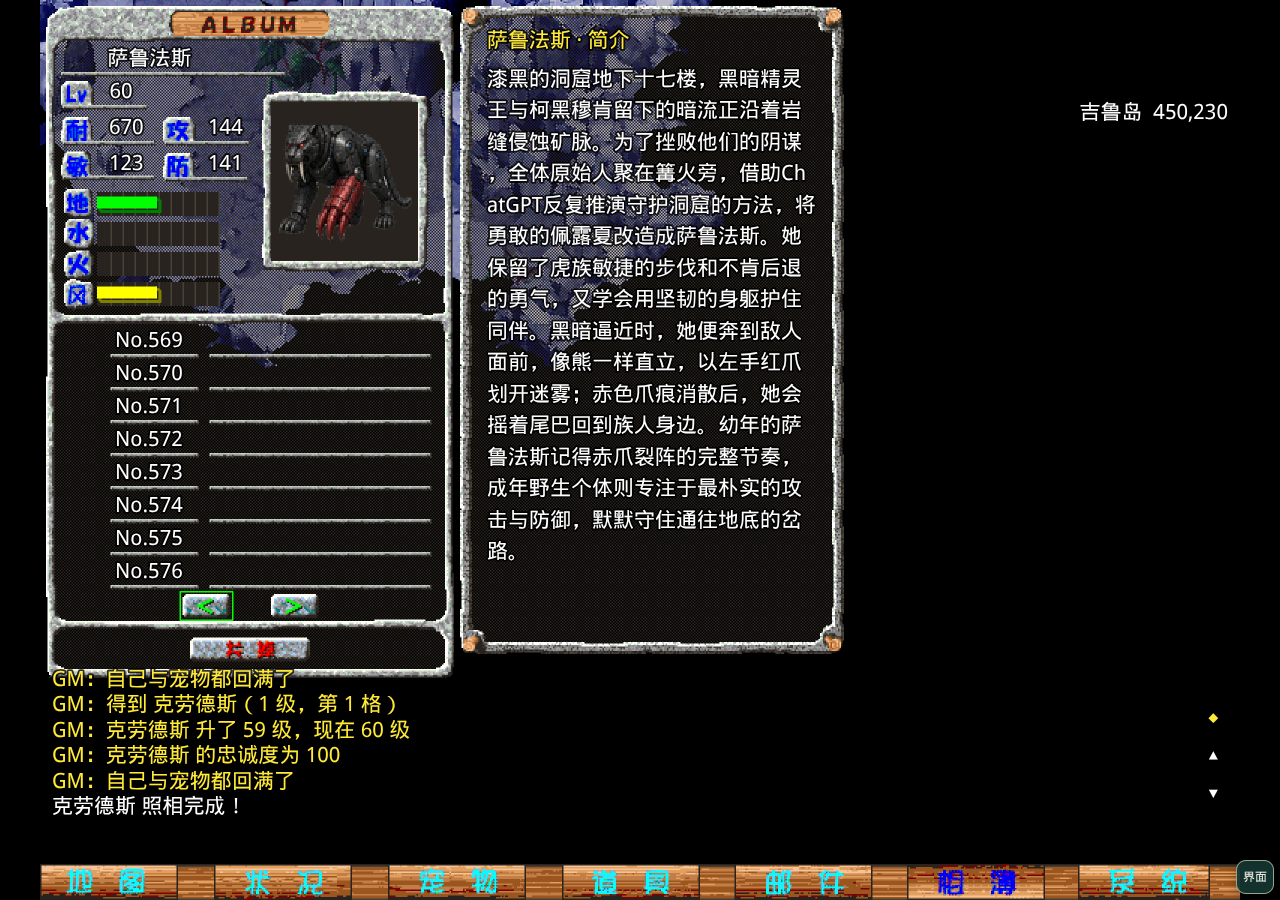 ALBUM
萨鲁法斯
Lv 60
耐 670 攻 144
敏 123 防 141
地
水
火
风
No.569
No.570
No.571
No.572
No.573
No.574
No.575
No.576
< >
关掉
萨鲁法斯·简介
漆黑的洞窟地下十七楼，黑暗精灵
王与柯黑穆肯留下的暗流正沿着岩
缝侵蚀矿脉。为了挫败他们的阴谋
，全体原始人聚在篝火旁，借助Ch
atGPT反复推演守护洞窟的方法，将
勇敢的佩露夏改造成萨鲁法斯。她
保留了虎族敏捷的步伐和不肯后退
的勇气，又学会用坚韧的身躯护住
同伴。黑暗逼近时，她便奔到敌人
面前，像熊一样直立，以左手红爪
划开迷雾；赤色爪痕消散后，她会
摇着尾巴回到族人身边。幼年的萨
鲁法斯记得赤爪裂阵的完整节奏，
成年野生个体则专注于最朴实的攻
击与防御，默默守住通往地底的岔
路。
吉鲁岛 450,230
GM：自己与宠物都回满了
GM：得到 克劳德斯（1 级，第 1 格）
GM：克劳德斯 升了 59 级，现在 60 级
GM：克劳德斯 的忠诚度为 100
GM：自己与宠物都回满了
克劳德斯 照相完成！
地图 状况 宠物 道具 邮件 相簿 系统
界面